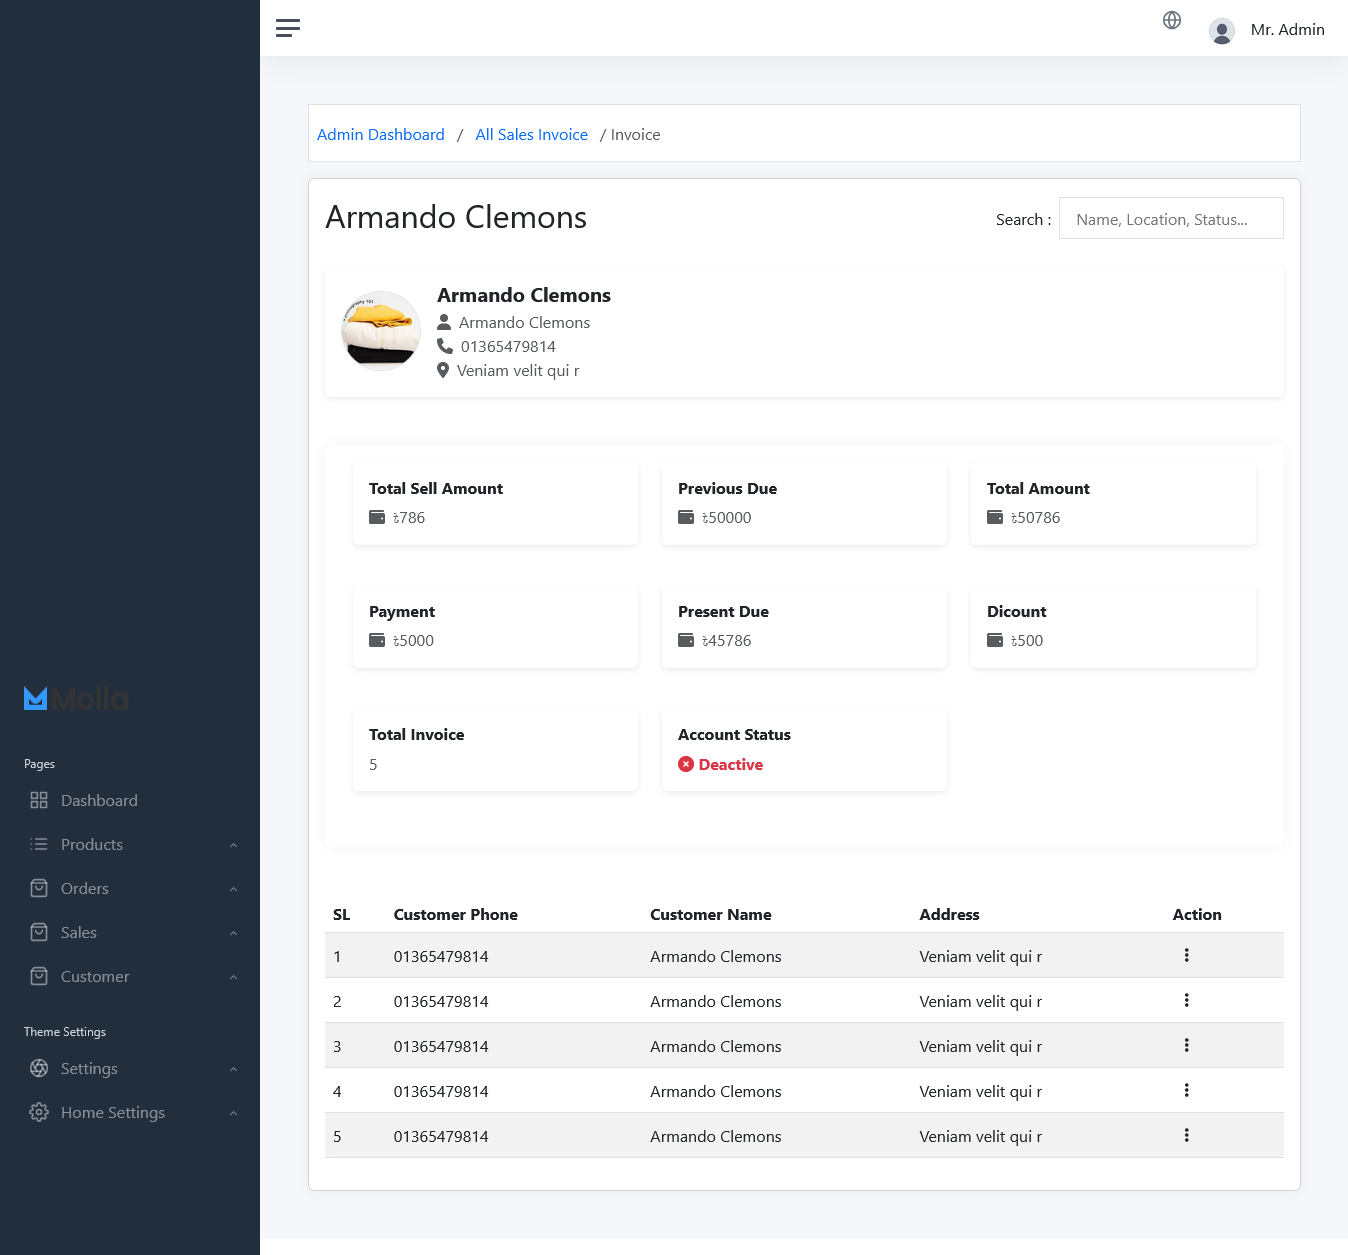 Mr. Admin
Admin Dashboard / All Sales Invoice / Invoice
Armando Clemons
Search : Name, Location, Status...
Armando Clemons
Armando Clemons
01365479814
Veniam velit qui r
Total Sell Amount
৳786
Previous Due
৳50000
Total Amount
৳50786
Payment
৳5000
Present Due
৳45786
Dicount
৳500
Total Invoice
5
Account Status
Deactive
SL Customer Phone Customer Name Address Action
1 01365479814 Armando Clemons Veniam velit qui r
2 01365479814 Armando Clemons Veniam velit qui r
3 01365479814 Armando Clemons Veniam velit qui r
4 01365479814 Armando Clemons Veniam velit qui r
5 01365479814 Armando Clemons Veniam velit qui r
Molla
Pages
Dashboard
Products
Orders
Sales
Customer
Theme Settings
Settings
Home Settings